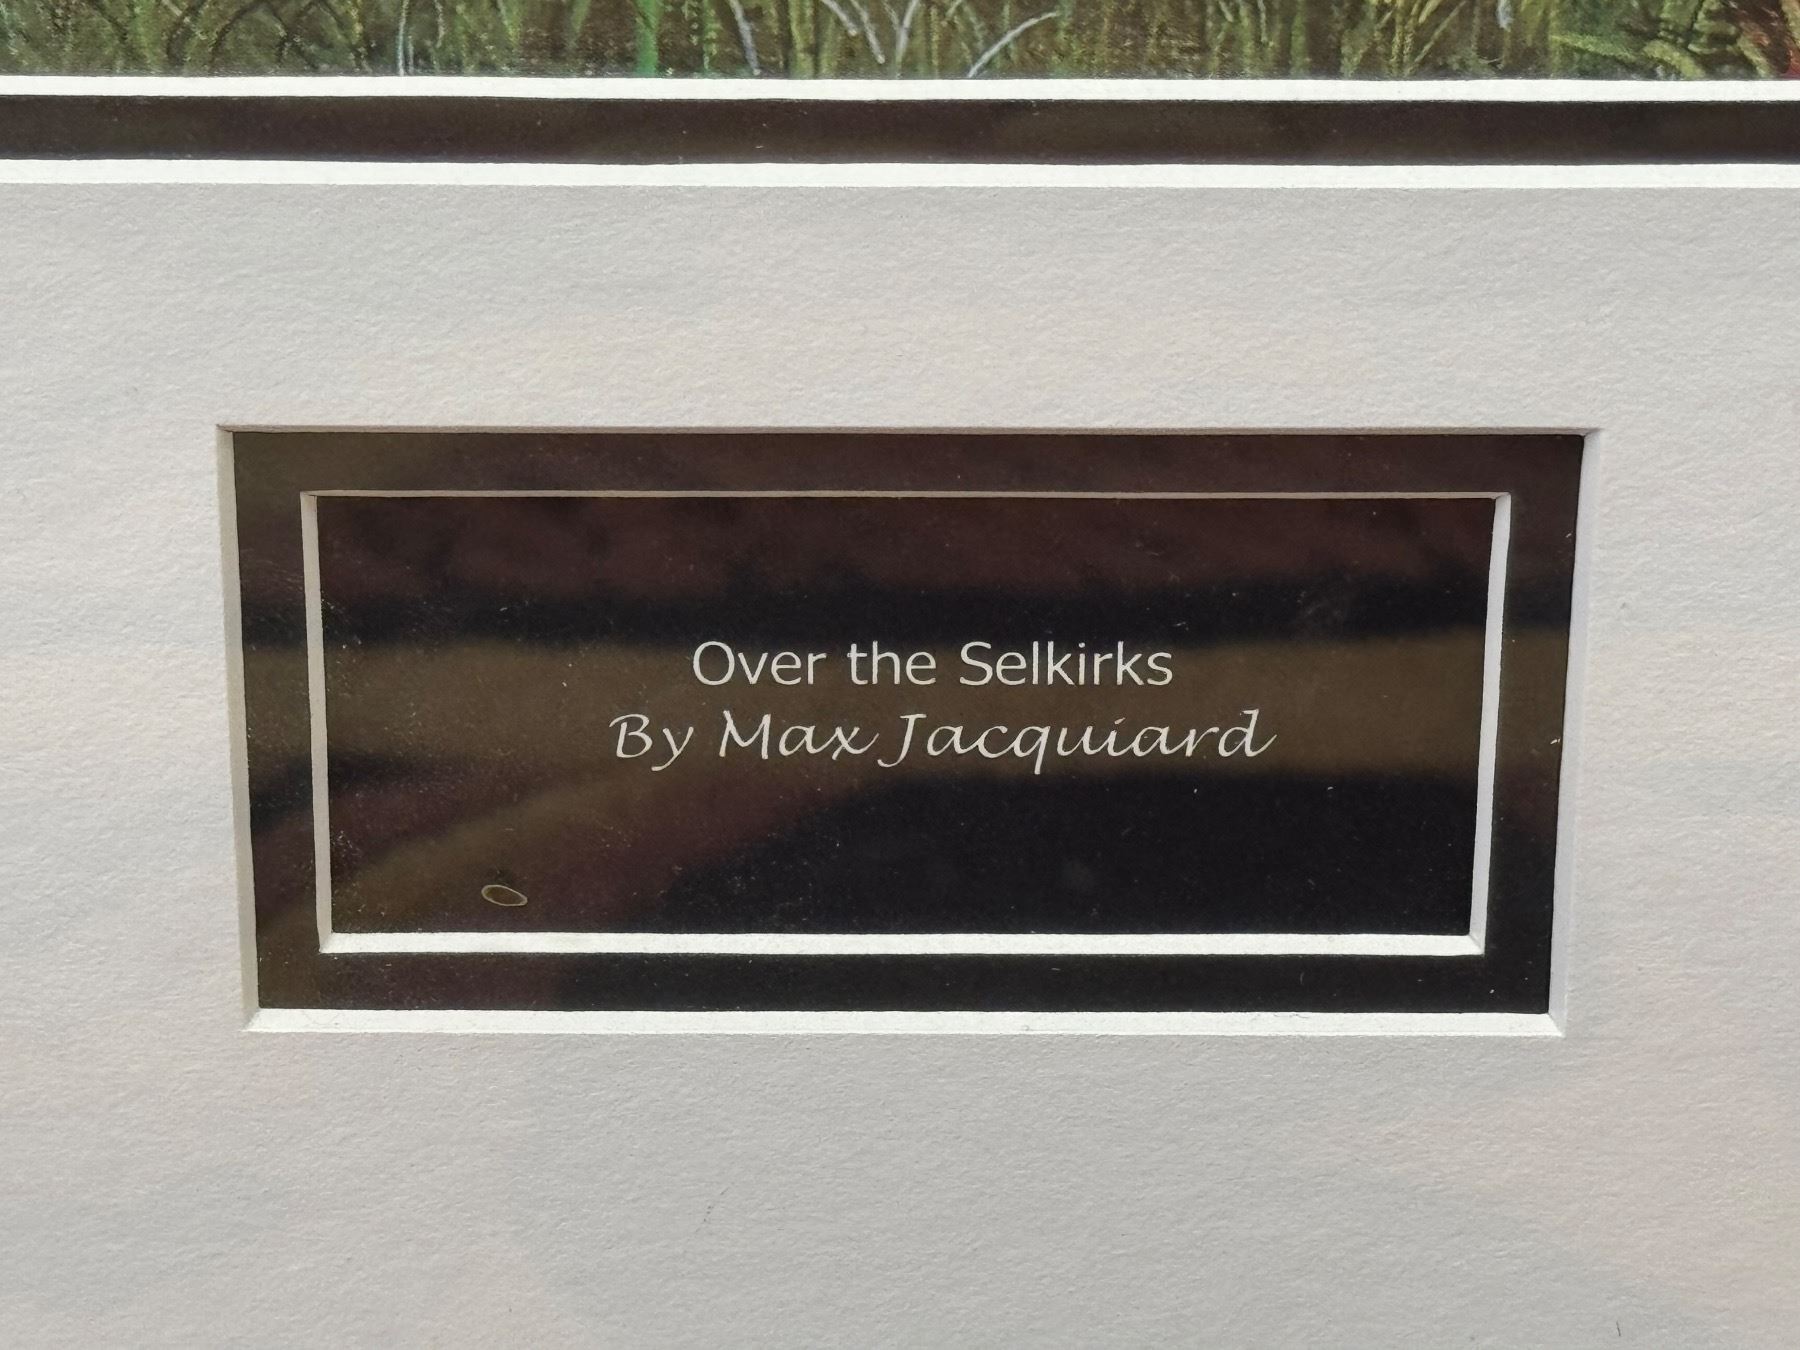 Over the Selkirks
By Max Jacquiard